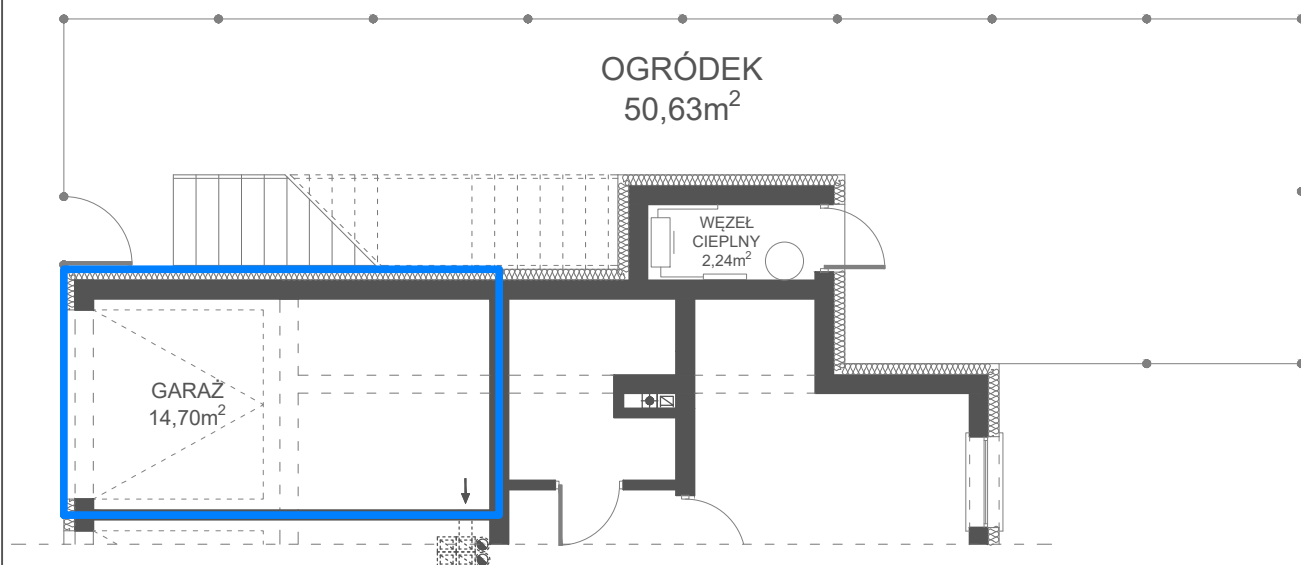 OGRÓDEK
50,63m²
WĘZEŁ
CIEPLNY
2,24m²
GARAŻ
14,70m²